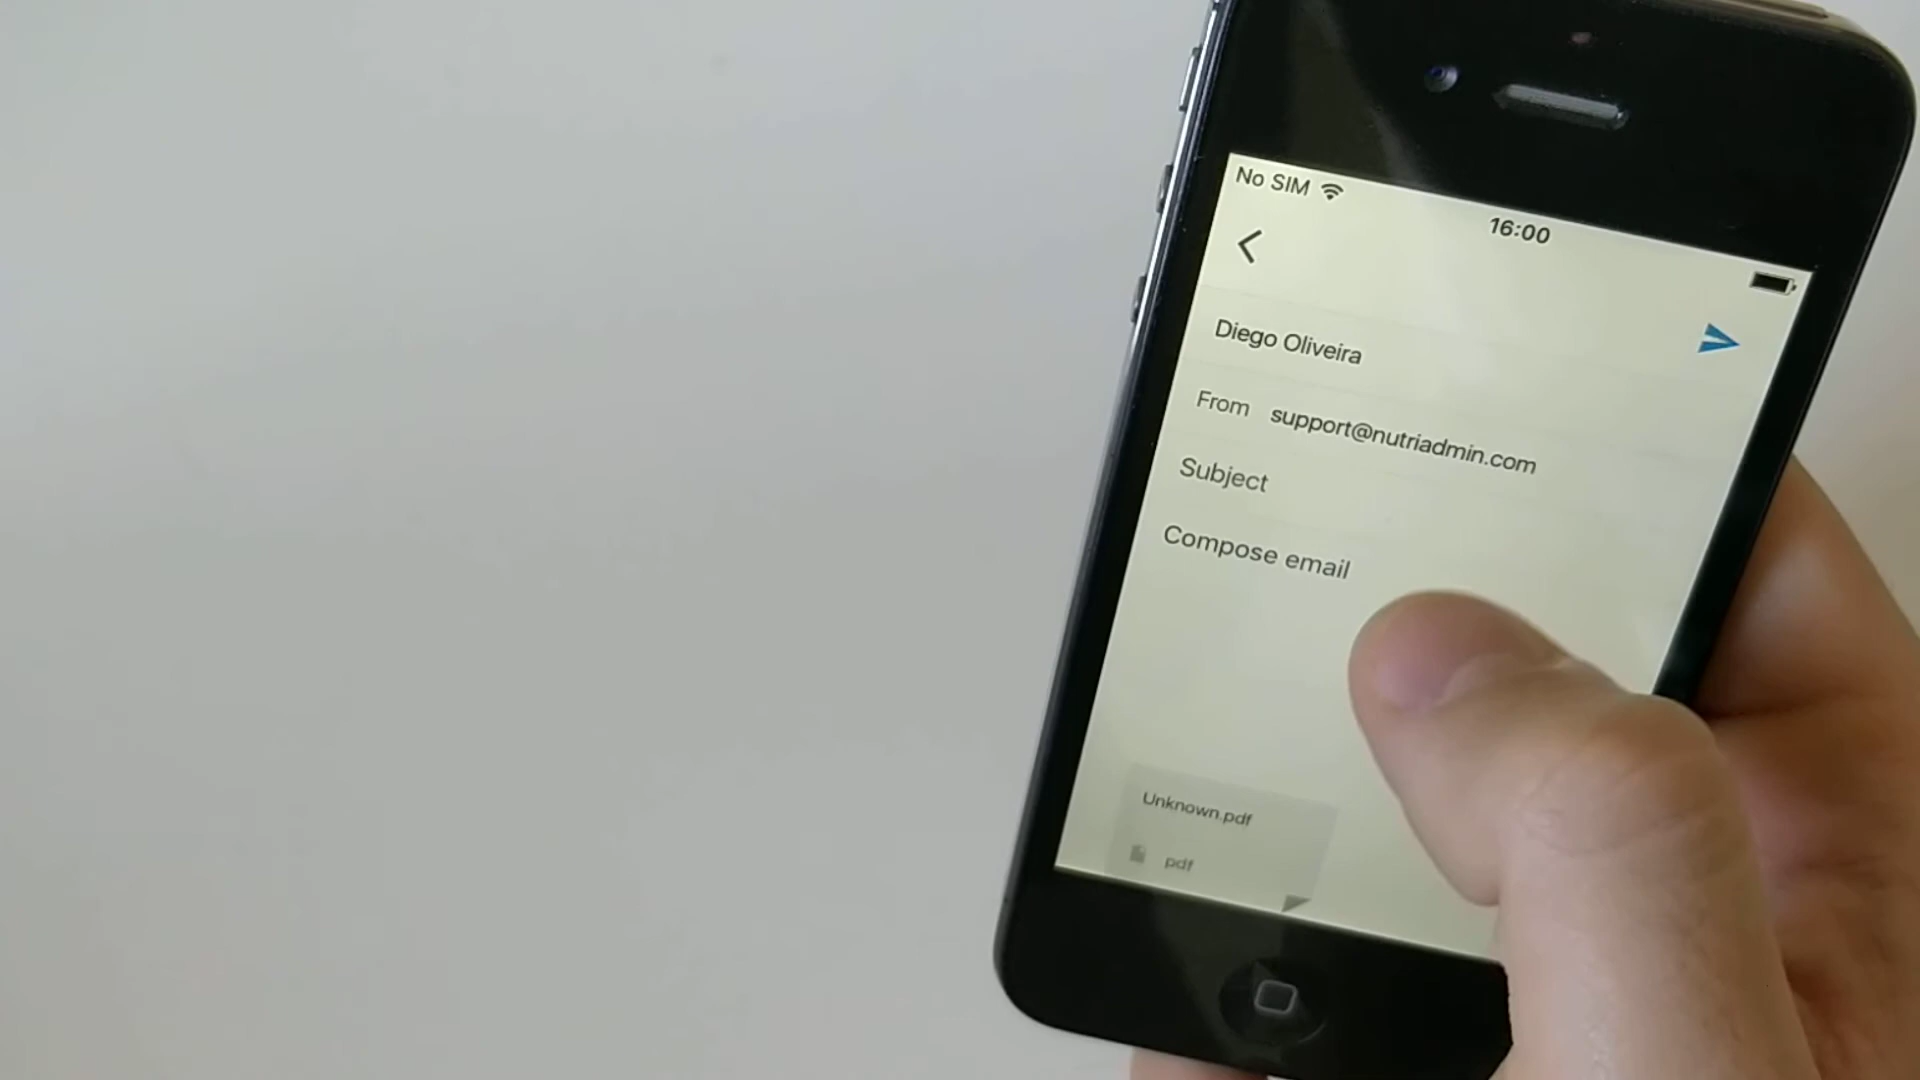 No SIM
16:00
Diego Oliveira
From support@nutriadmin.com
Subject
Compose email
Unknown.pdf
pdf